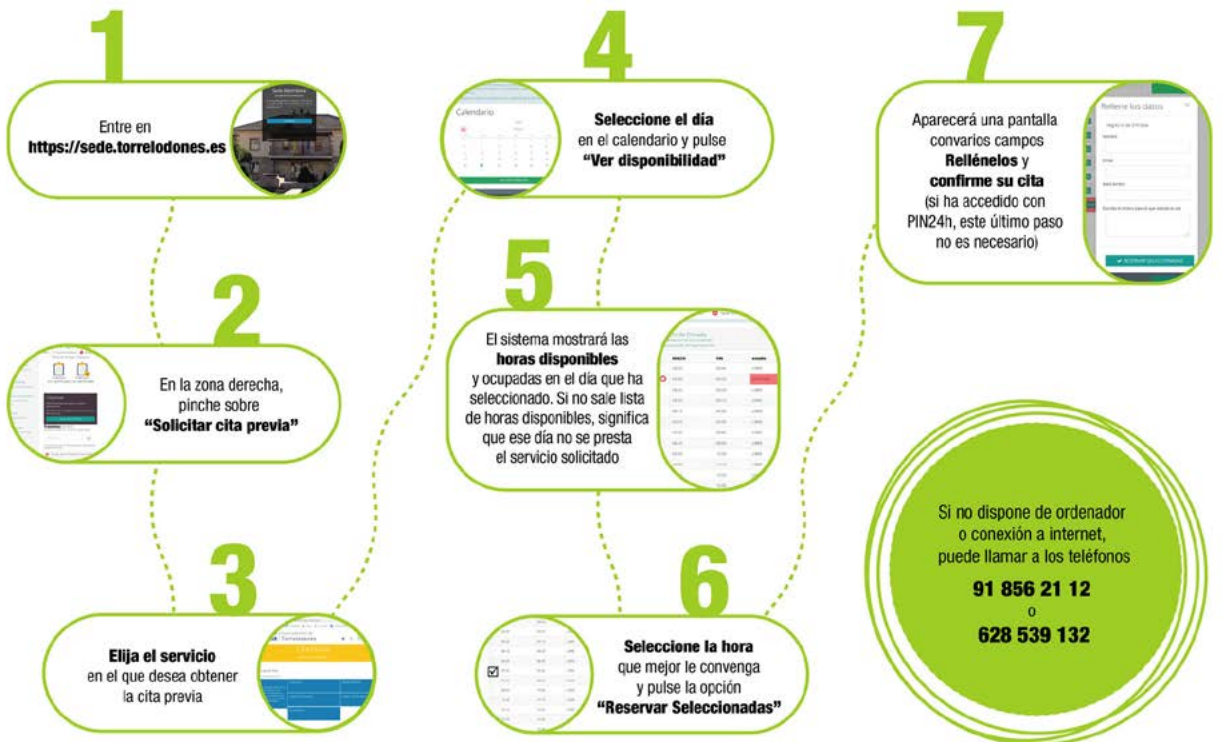 1
Entre en
https://sede.torrelodones.es
2
En la zona derecha,
pinche sobre
“Solicitar cita previa”
3
Elija el servicio
en el que desea obtener
la cita previa
4
Calendario
Seleccione el día
en el calendario y pulse
“Ver disponibilidad”
5
El sistema mostrará las
horas disponibles
y ocupadas en el día que ha
seleccionado. Si no sale lista
de horas disponibles, significa
que ese día no se presta
el servicio solicitado
6
Seleccione la hora
que mejor le convenga
y pulse la opción
“Reservar Seleccionadas”
7
Aparecerá una pantalla
convarios campos
Rellénelos y
confirme su cita
(si ha accedido con
PIN24h, este último paso
no es necesario)
Rellene los datos
Si no dispone de ordenador
o conexión a internet,
puede llamar a los teléfonos
91 856 21 12
o
628 539 132